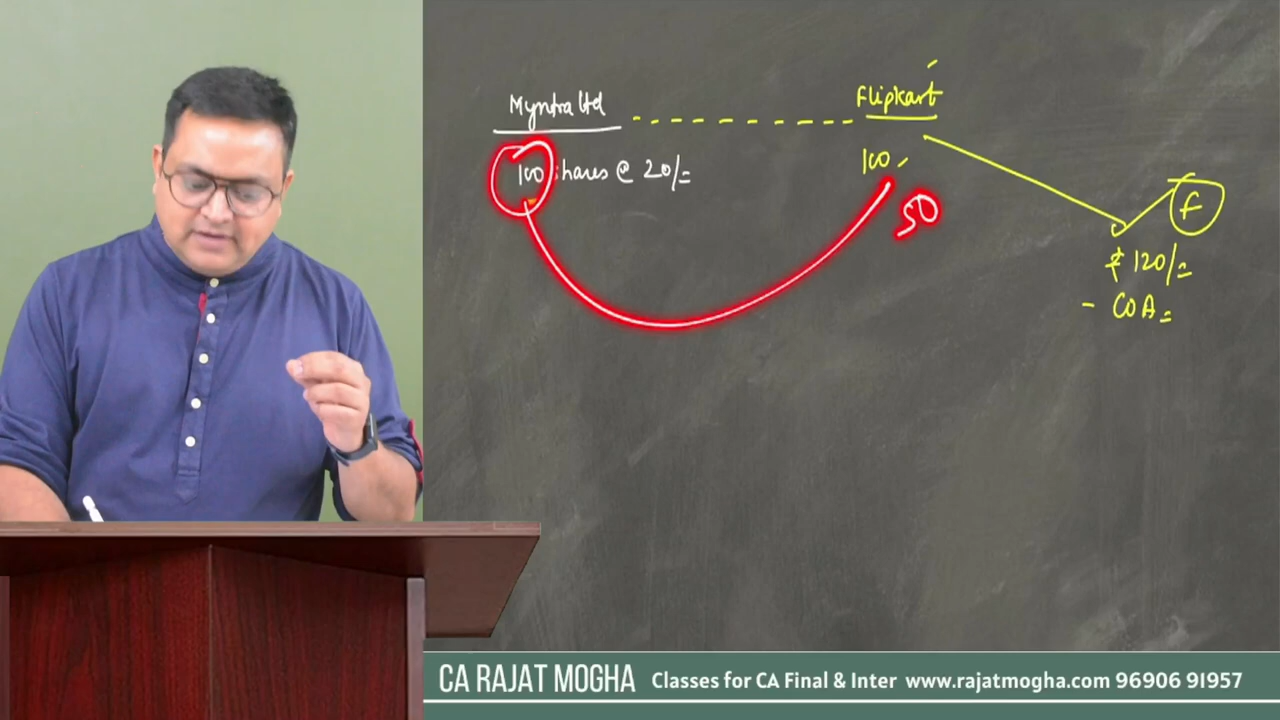 Myntra Ltd - - - - - - - - - - Flipkart
100 shares @ 20/=
100
50
F
₹ 120/=
- COA =
CA RAJAT MOGHA Classes for CA Final & Inter www.rajatmogha.com 96906 91957